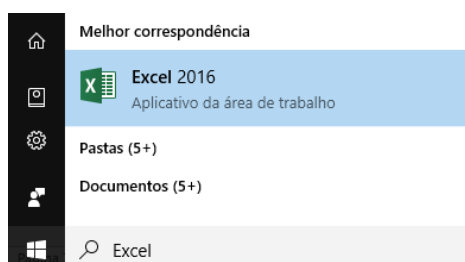 Melhor correspondência
Excel 2016
Aplicativo da área de trabalho
Pastas (5+)
Documentos (5+)
Excel